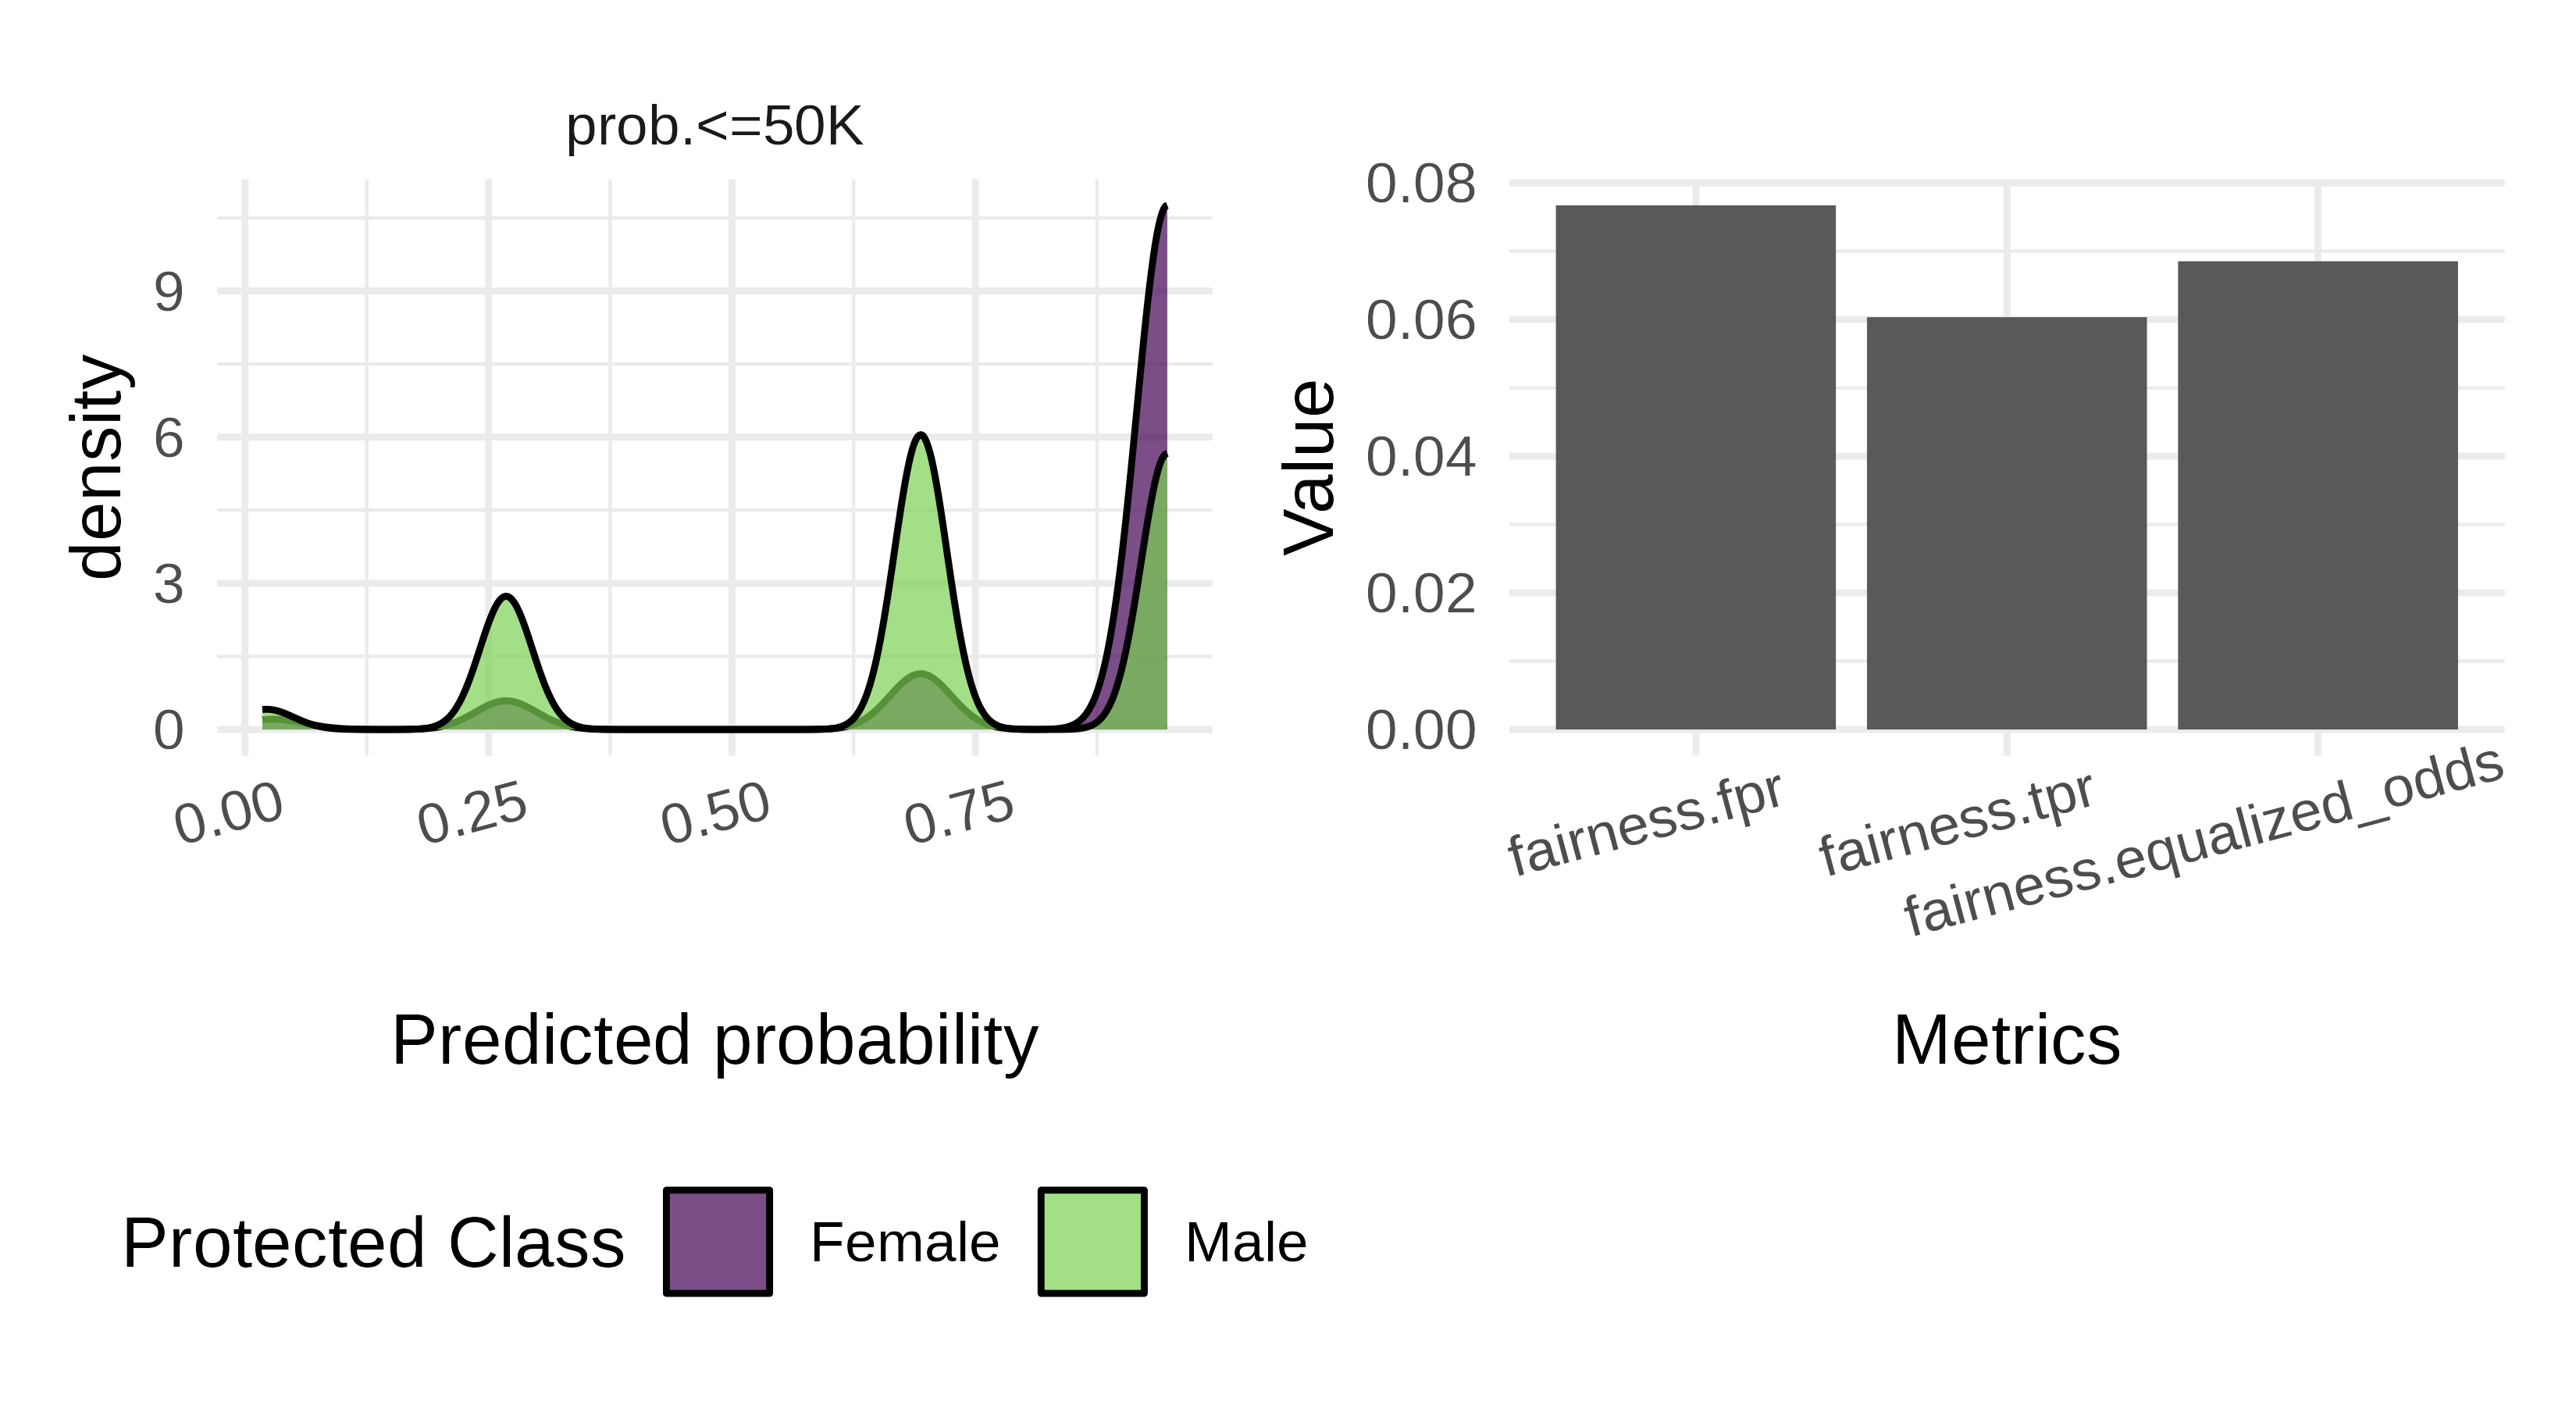 prob.<=50K
density
9
6
3
0
0.00
0.25
0.50
0.75
Predicted probability
Value
0.08
0.06
0.04
0.02
0.00
fairness.fpr
fairness.tpr
fairness.equalized_odds
Metrics
Protected Class
Female
Male